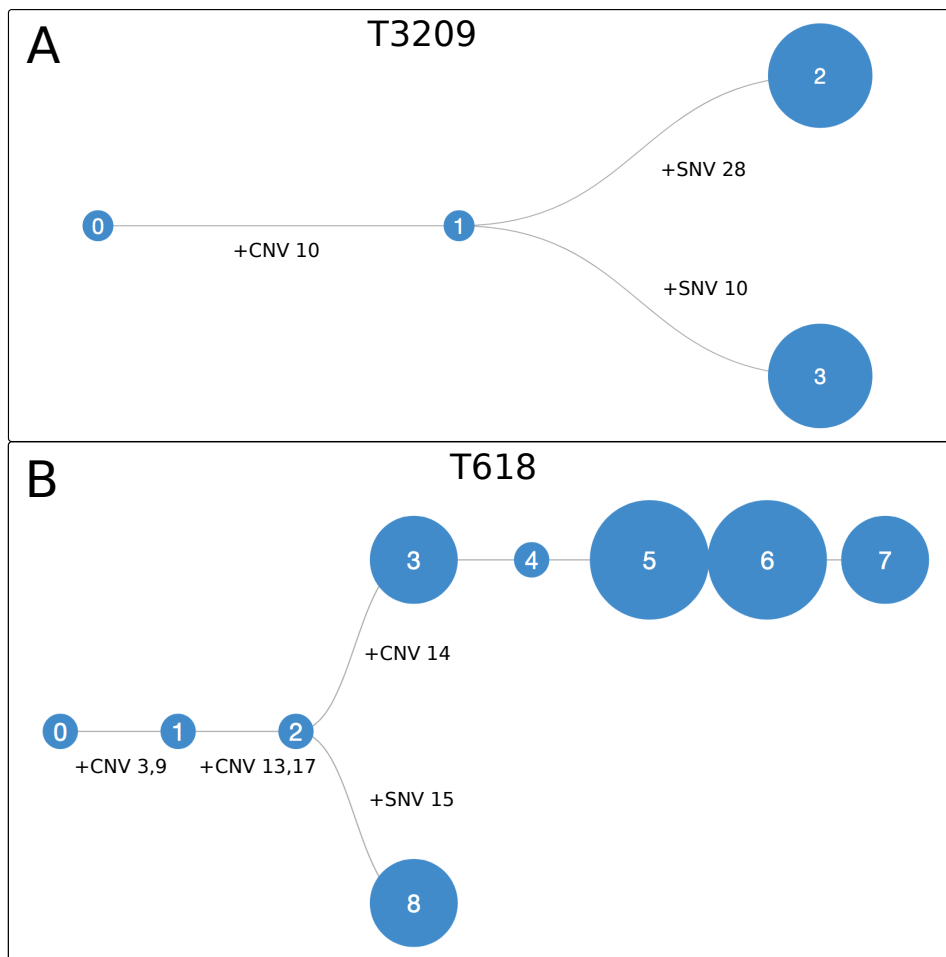 A
T3209
2
+SNV 28
0
1
+CNV 10
+SNV 10
3
B
T618
3
4
5
6
7
+CNV 14
0
1
2
+CNV 3,9
+CNV 13,17
+SNV 15
8